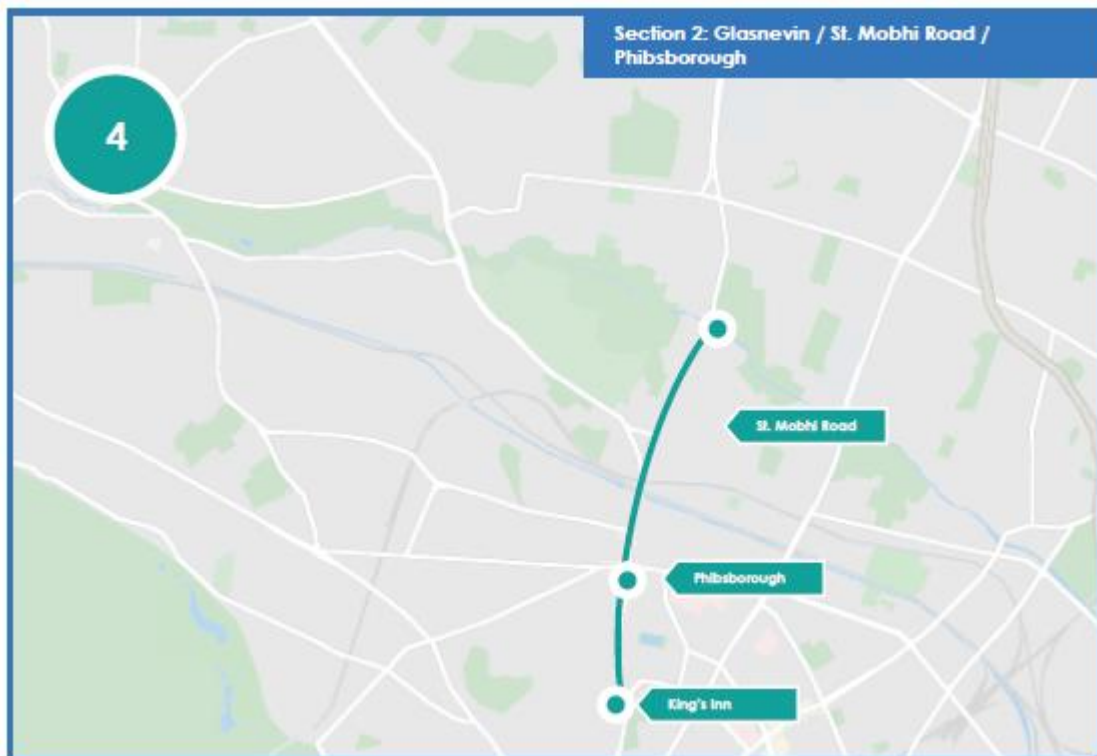 Section 2: Glasnevin / St. Mobhi Road /
Phibsborough
4
St. Mobhi Road
Phibsborough
King's Inn